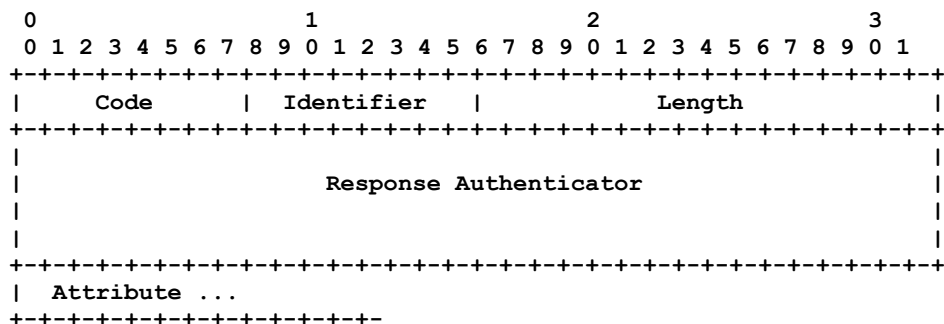 0                   1                   2                   3
 0 1 2 3 4 5 6 7 8 9 0 1 2 3 4 5 6 7 8 9 0 1 2 3 4 5 6 7 8 9 0 1
+-+-+-+-+-+-+-+-+-+-+-+-+-+-+-+-+-+-+-+-+-+-+-+-+-+-+-+-+-+-+-+-+
|     Code      |  Identifier   |            Length             |
+-+-+-+-+-+-+-+-+-+-+-+-+-+-+-+-+-+-+-+-+-+-+-+-+-+-+-+-+-+-+-+-+
|                                                               |
|                     Response Authenticator                    |
|                                                               |
|                                                               |
+-+-+-+-+-+-+-+-+-+-+-+-+-+-+-+-+-+-+-+-+-+-+-+-+-+-+-+-+-+-+-+-+
|  Attribute ...
+-+-+-+-+-+-+-+-+-+-+-+-+-